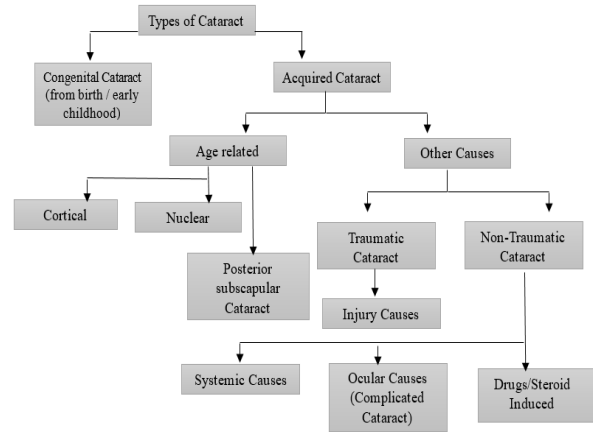 Types of Cataract
Congenital Cataract
(from birth / early
childhood)
Acquired Cataract
Age related
Other Causes
Cortical
Nuclear
Posterior
subscapular
Cataract
Traumatic
Cataract
Non-Traumatic
Cataract
Injury Causes
Systemic Causes
Ocular Causes
(Complicated
Cataract)
Drugs/Steroid
Induced